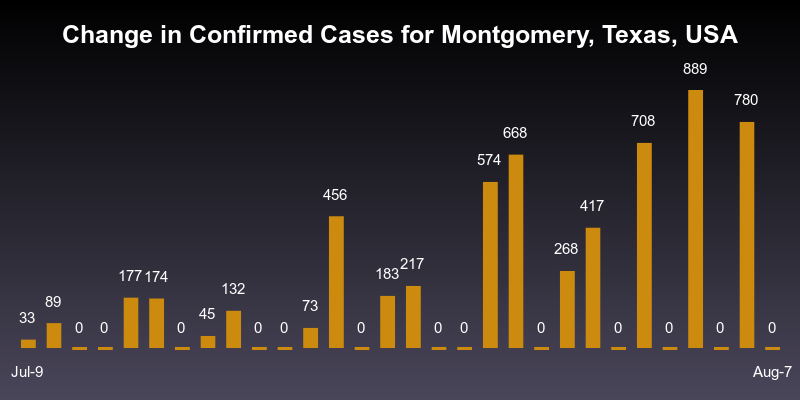 Change in Confirmed Cases for Montgomery, Texas, USA
33 89 0 0 177 174 0 45 132 0 0 73 456 0 183 217 0 0 574 668 0 268 417 0 708 0 889 0 780 0
Jul-9 Aug-7